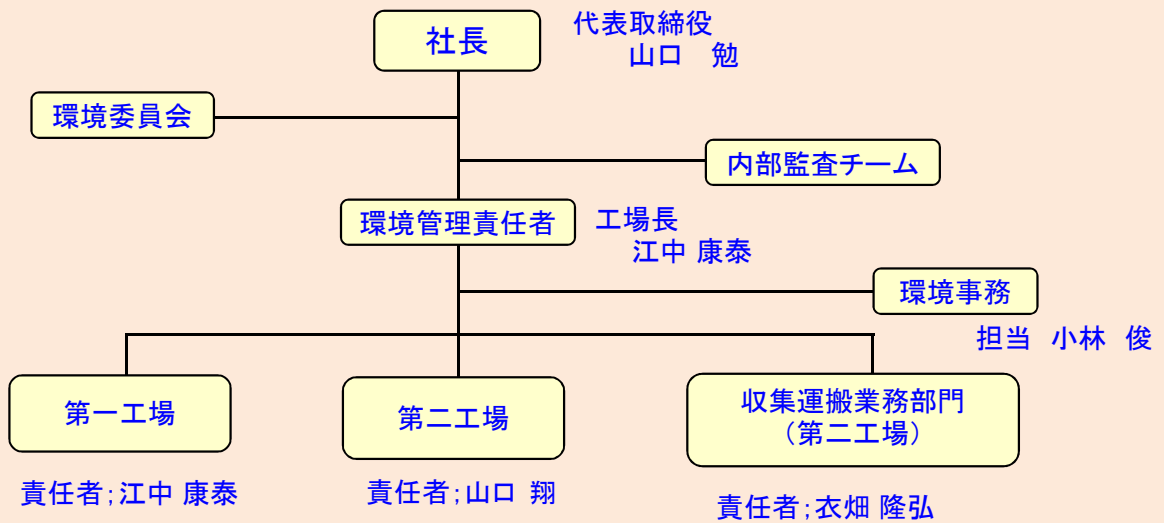 社長
代表取締役
山口　勉
環境委員会
内部監査チーム
環境管理責任者
工場長
江中 康泰
環境事務
担当　小林　俊
第一工場
第二工場
収集運搬業務部門
（第二工場）
責任者;江中 康泰
責任者;山口 翔
責任者;衣畑 隆弘